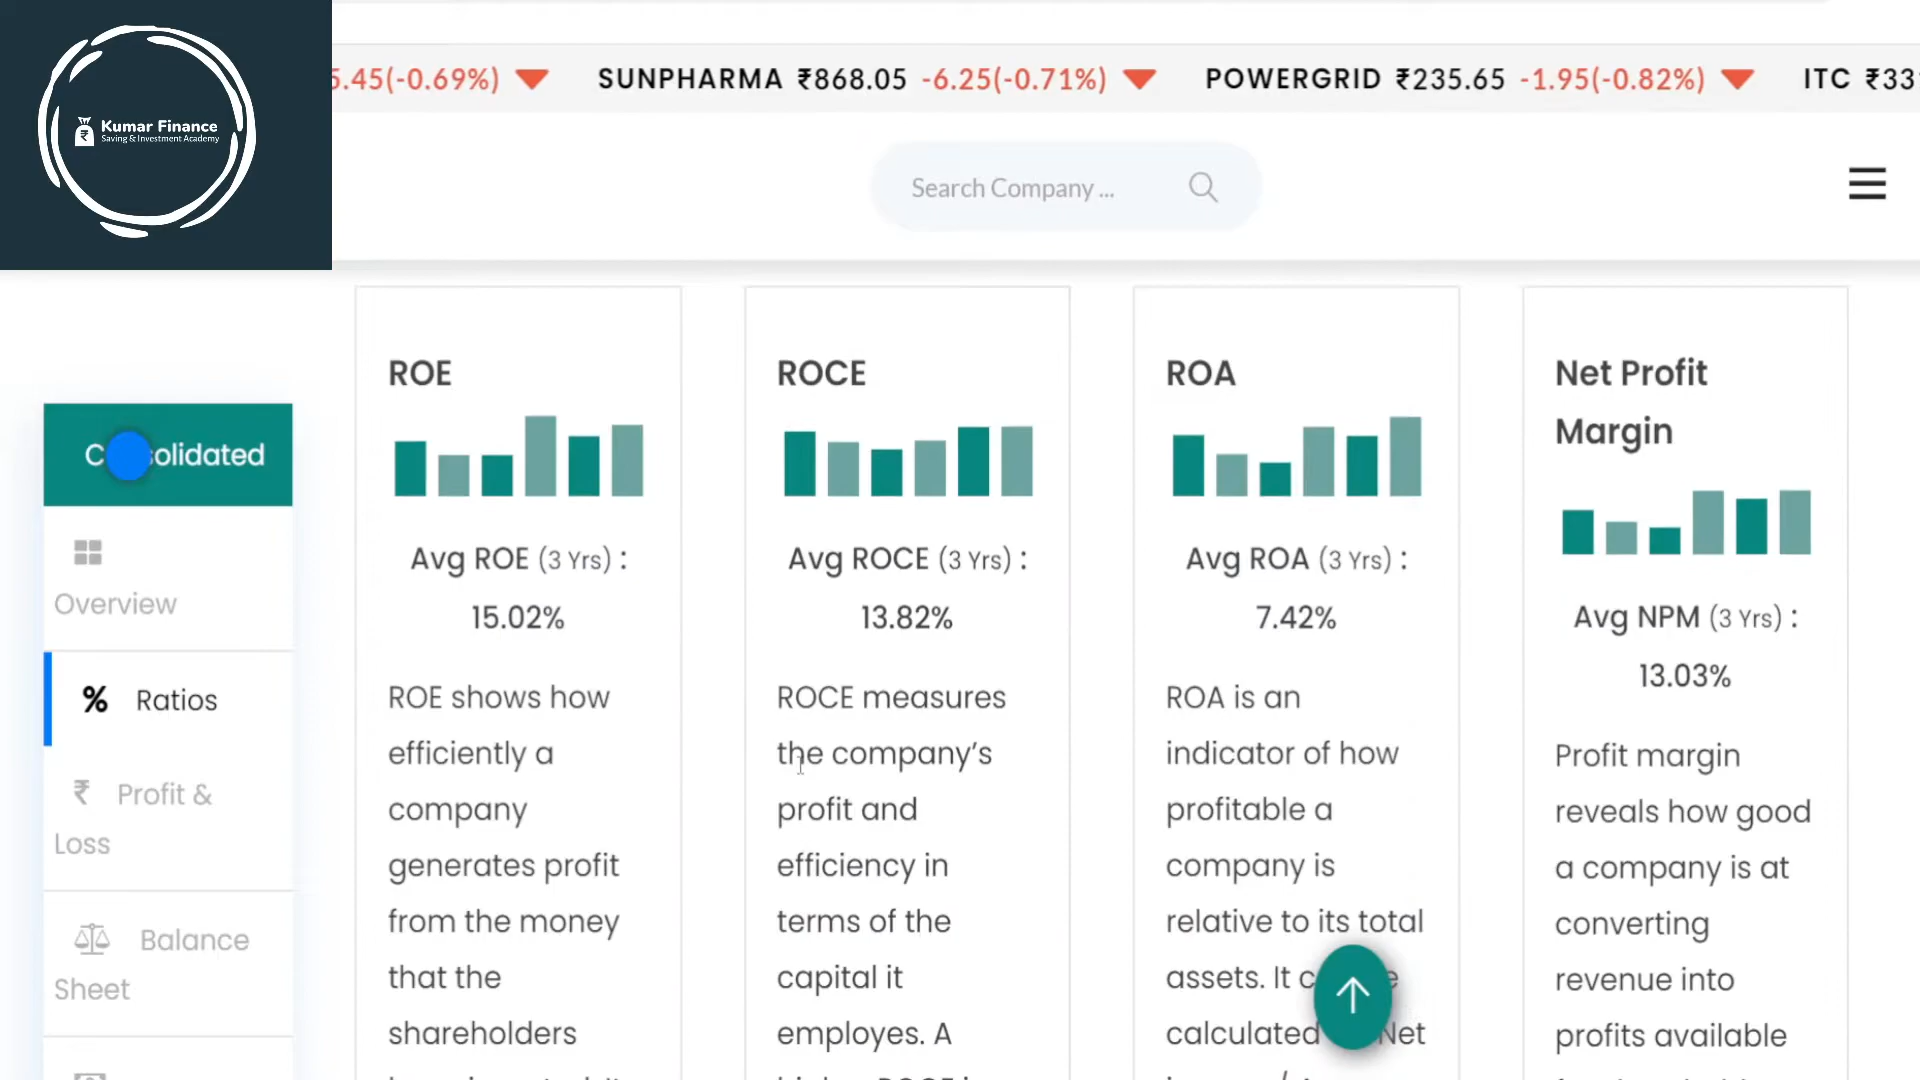 Kumar Finance
Saving & Investment Academy
5.45(-0.69%) SUNPHARMA ₹868.05 -6.25(-0.71%) POWERGRID ₹235.65 -1.95(-0.82%) ITC ₹33
Search Company ...
Consolidated
Overview
% Ratios
₹ Profit &
Loss
Balance
Sheet
ROE
Avg ROE (3 Yrs) :
15.02%
ROE shows how
efficiently a
company
generates profit
from the money
that the
shareholders
ROCE
Avg ROCE (3 Yrs) :
13.82%
ROCE measures
the company's
profit and
efficiency in
terms of the
capital it
employes. A
ROA
Avg ROA (3 Yrs) :
7.42%
ROA is an
indicator of how
profitable a
company is
relative to its total
assets. It
calculated Net
Net Profit
Margin
Avg NPM (3 Yrs) :
13.03%
Profit margin
reveals how good
a company is at
converting
revenue into
profits available